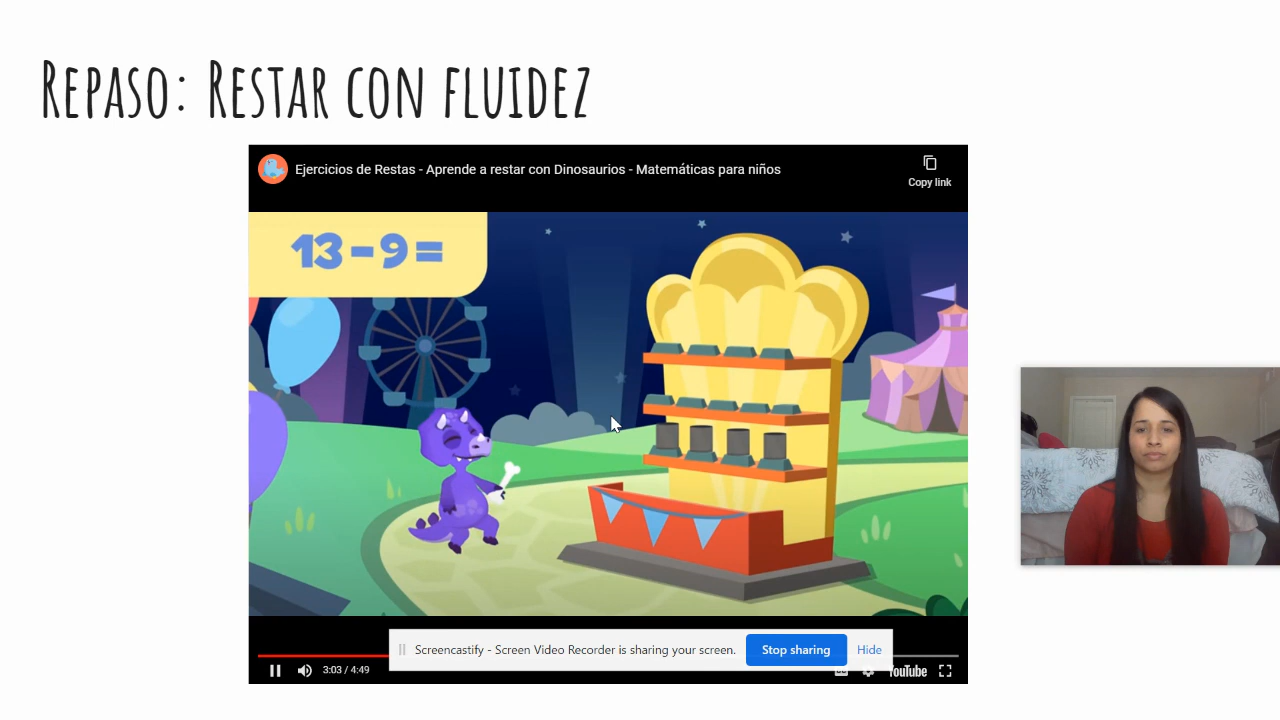 Repaso: Restar con fluidez
Ejercicios de Restas - Aprende a restar con Dinosaurios - Matemáticas para niños
Copy link
13-9=
Screencastify - Screen Video Recorder is sharing your screen.
Stop sharing
Hide
3:03 / 4:49
YouTube